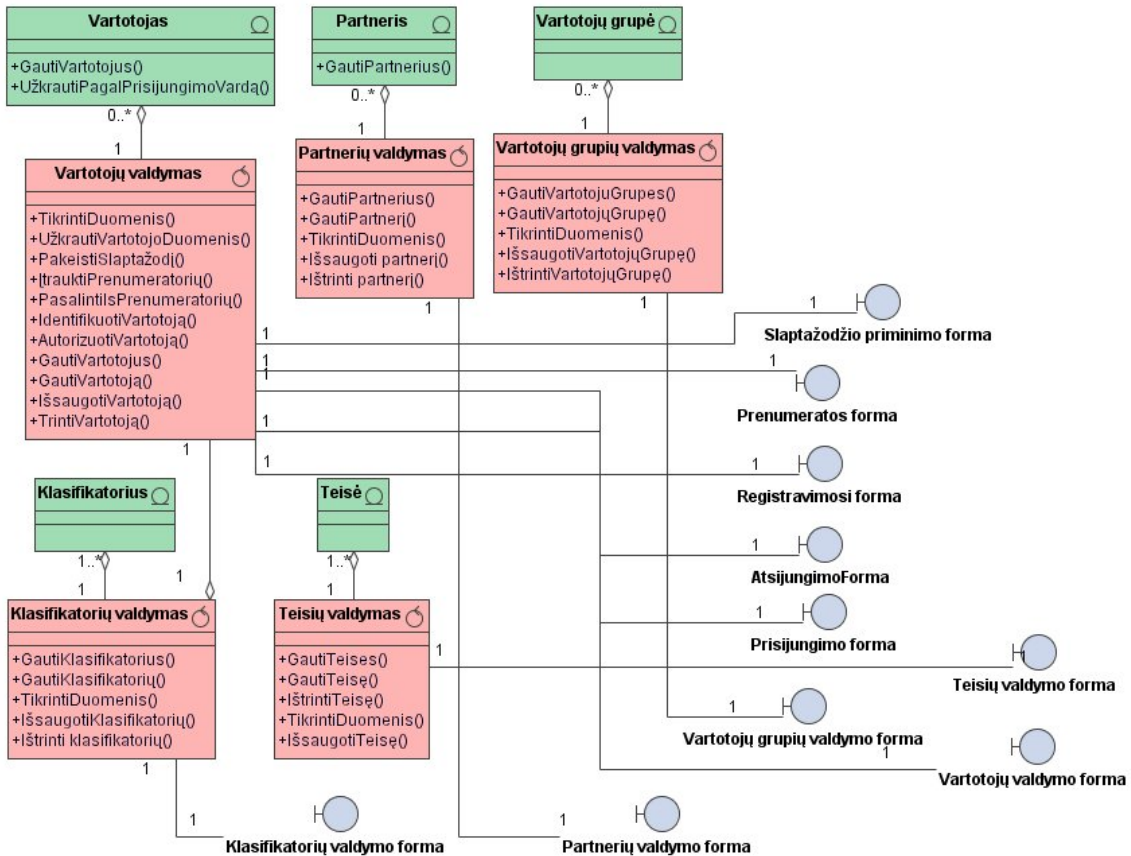 Vartotojas
+GautiVartotojus()
+UžkrautiPagalPrisijungimoVardą()
0..*
1
Partneris
+GautiPartnerius()
0..*
1
Vartotojų grupė
0..*
1
Vartotojų valdymas
+TikrintiDuomenis()
+UžkrautiVartotojoDuomenis()
+PakeistiSlaptažodį()
+ĮtrauktiPrenumeratorių()
+PasalintiIsPrenumeratorių()
+IdentifikuotiVartotoją()
+AutorizuotiVartotoją()
+GautiVartotojus()
+GautiVartotoją()
+IšsaugotiVartotoją()
+TrintiVartotoją()
1
1
1
1
1
1
Partnerių valdymas
+GautiPartnerius()
+GautiPartnerį()
+TikrintiDuomenis()
+Išsaugoti partnerį()
+Ištrinti partnerį()
1
Vartotojų grupių valdymas
+GautiVartotojuGrupes()
+GautiVartotojųGrupę()
+TikrintiDuomenis()
+IšsaugotiVartotojųGrupę()
+IštrintiVartotojųGrupę()
1
1
Slaptažodžio priminimo forma
1
Prenumeratos forma
1
Registravimosi forma
1
AtsijungimoForma
1
Prisijungimo forma
Klasifikatorius
1..*
1
1
Teisė
1..*
1
Klasifikatorių valdymas
+GautiKlasifikatorius()
+GautiKlasifikatorių()
+TikrintiDuomenis()
+IšsaugotiKlasifikatorių()
+Ištrinti klasifikatorių()
1
Teisių valdymas
+GautiTeises()
+GautiTeisę()
+IštrintiTeisę()
+TikrintiDuomenis()
+IšsaugotiTeisę()
1
1
Teisių valdymo forma
1
Vartotojų grupių valdymo forma
1
Vartotojų valdymo forma
1
Klasifikatorių valdymo forma
1
Partnerių valdymo forma